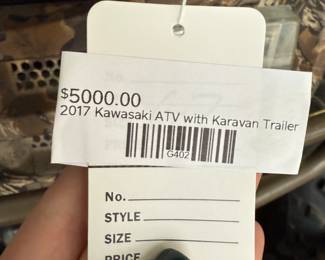 $5000.00
2017 Kawasaki ATV with Karavan Trailer
G402
No.
STYLE
SIZE
PRICE